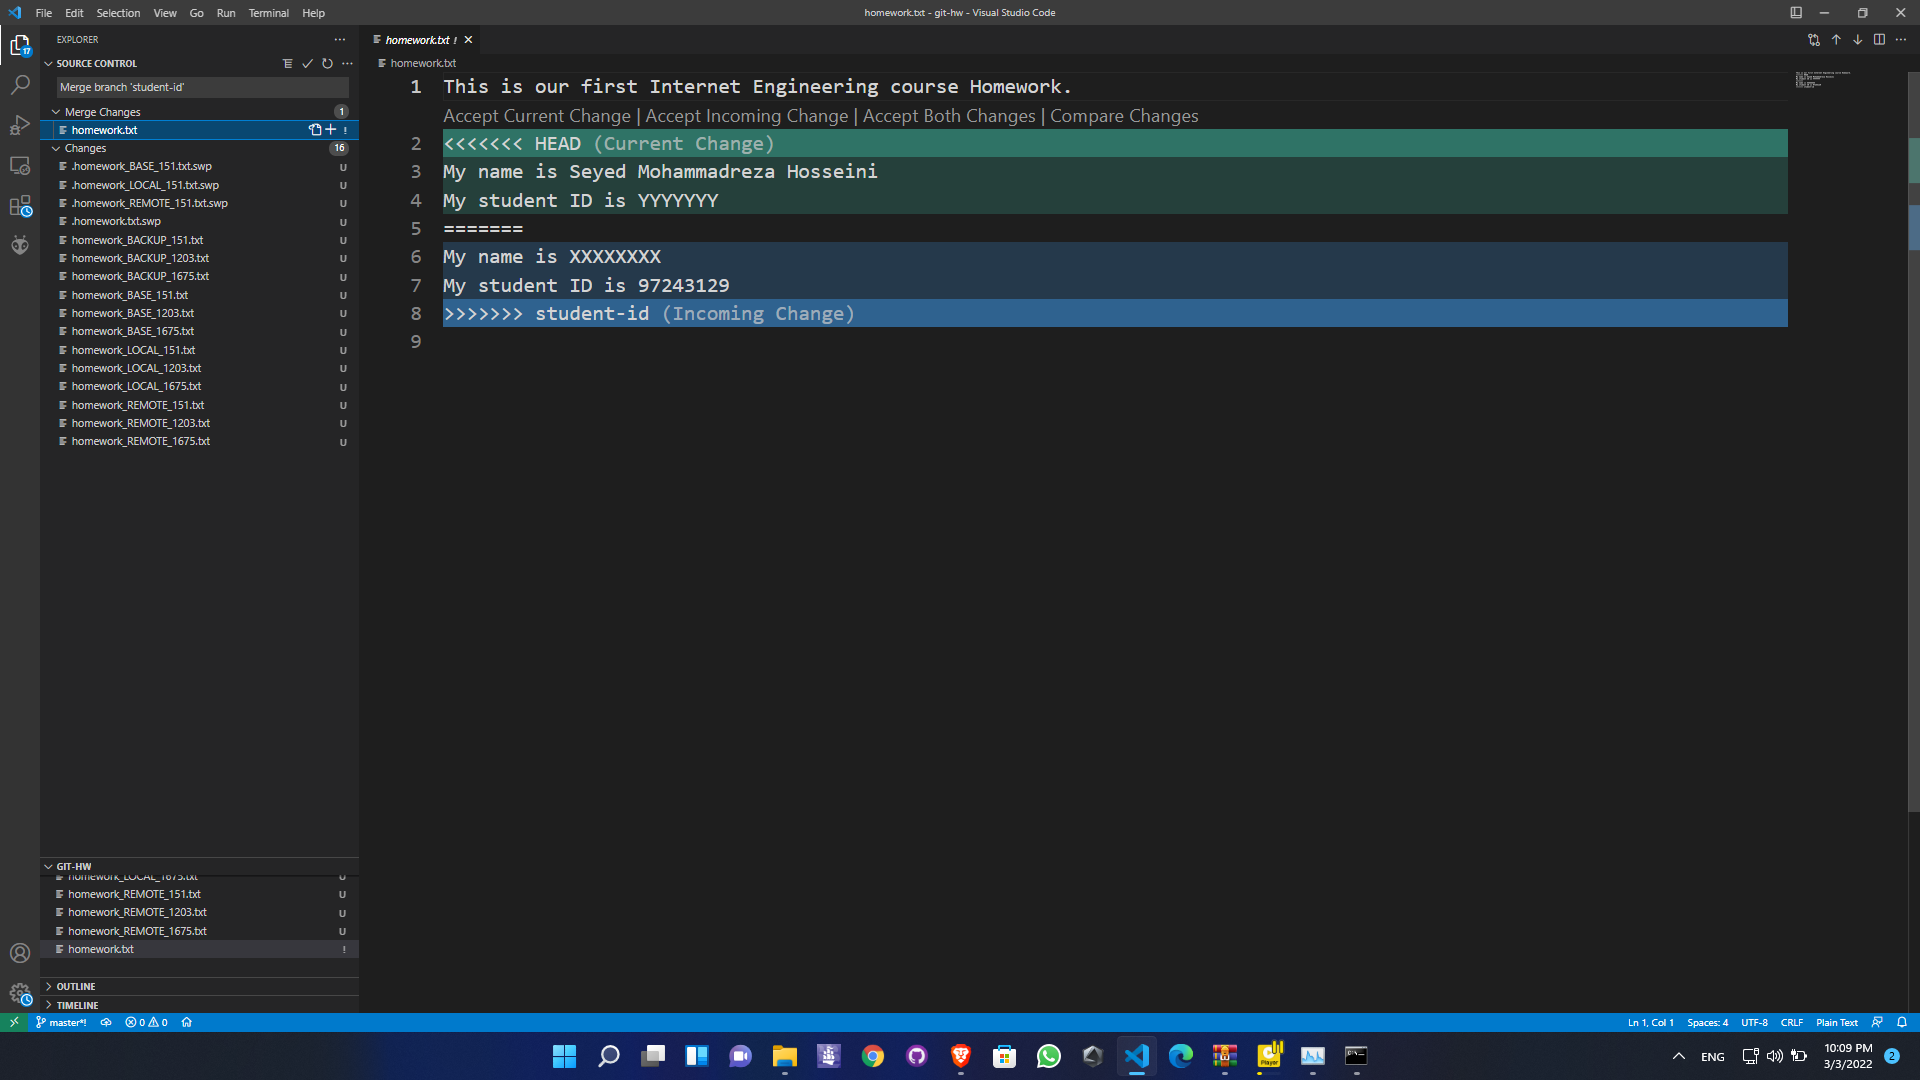 File Edit Selection View Go Run Terminal Help
homework.txt - git-hw - Visual Studio Code
EXPLORER
SOURCE CONTROL
Merge branch 'student-id'
Merge Changes 1
homework.txt !
Changes 16
.homework_BASE_151.txt.swp U
.homework_LOCAL_151.txt.swp U
.homework_REMOTE_151.txt.swp U
.homework.txt.swp U
homework_BACKUP_151.txt U
homework_BACKUP_1203.txt U
homework_BACKUP_1675.txt U
homework_BASE_151.txt U
homework_BASE_1203.txt U
homework_BASE_1675.txt U
homework_LOCAL_151.txt U
homework_LOCAL_1203.txt U
homework_LOCAL_1675.txt U
homework_REMOTE_151.txt U
homework_REMOTE_1203.txt U
homework_REMOTE_1675.txt U
GIT-HW
homework_LOCAL_1675.txt U
homework_REMOTE_151.txt U
homework_REMOTE_1203.txt U
homework_REMOTE_1675.txt U
homework.txt !
OUTLINE
TIMELINE
17
homework.txt !
homework.txt
1 This is our first Internet Engineering course Homework.
Accept Current Change | Accept Incoming Change | Accept Both Changes | Compare Changes
2 <<<<<<< HEAD (Current Change)
3 My name is Seyed Mohammadreza Hosseini
4 My student ID is YYYYYYY
5 =======
6 My name is XXXXXXXX
7 My student ID is 97243129
8 >>>>>>> student-id (Incoming Change)
9
master*! 0 0
Ln 1, Col 1 Spaces: 4 UTF-8 CRLF Plain Text
Player
ENG
10:09 PM
3/3/2022
2